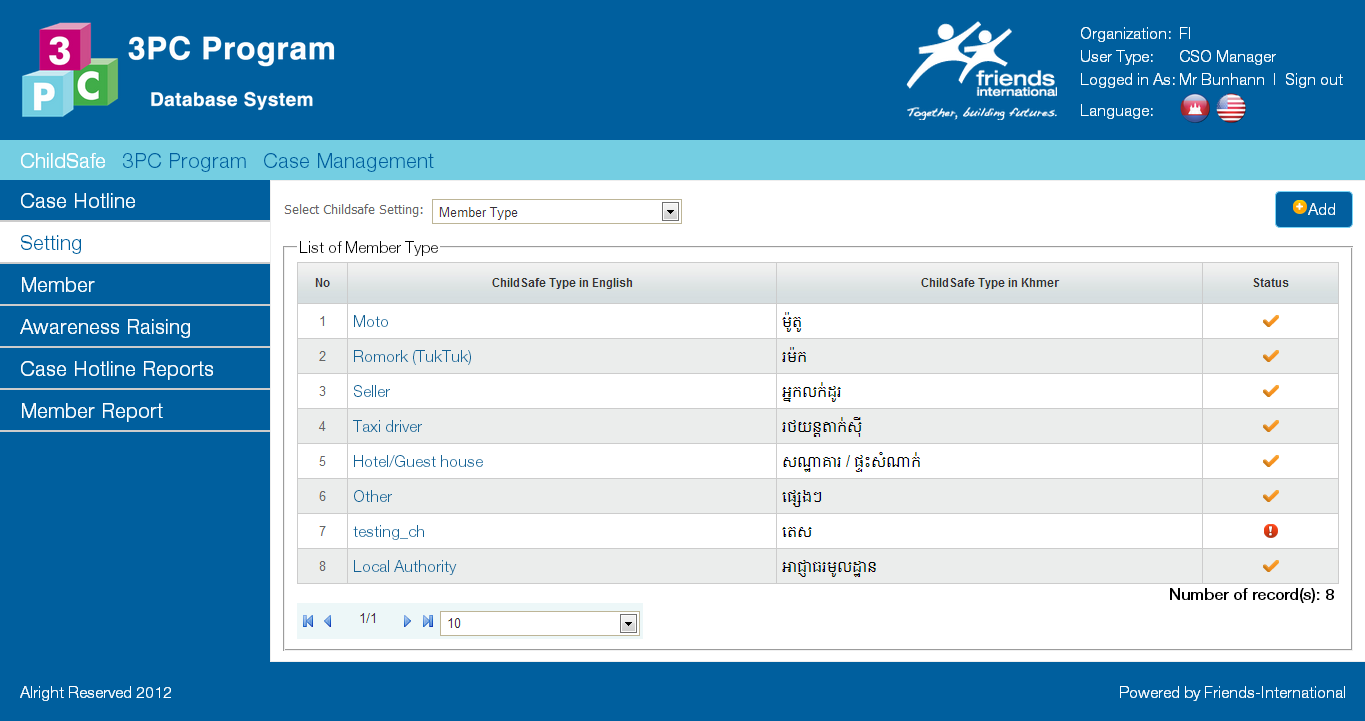 3
P C
3PC Program
Database System
friends
international
Together, building futures.
Organization: FI
User Type: CSO Manager
Logged in As: Mr Bunhann | Sign out
Language:
ChildSafe 3PC Program Case Management
Case Hotline
Setting
Member
Awareness Raising
Case Hotline Reports
Member Report
Select Childsafe Setting: Member Type
Add
List of Member Type
No ChildSafe Type in English ChildSafe Type in Khmer Status
1 Moto ម៉ូតូ
2 Romork (TukTuk) រម៉ក
3 Seller អ្នកលក់ដូរ
4 Taxi driver រថយន្តតាក់ស៊ី
5 Hotel/Guest house សណ្ឋាគារ / ផ្ទះសំណាក់
6 Other ផ្សេងៗ
7 testing_ch តេស
8 Local Authority អាជ្ញាធរមូលដ្ឋាន
Number of record(s): 8
1/1 10
Alright Reserved 2012
Powered by Friends-International